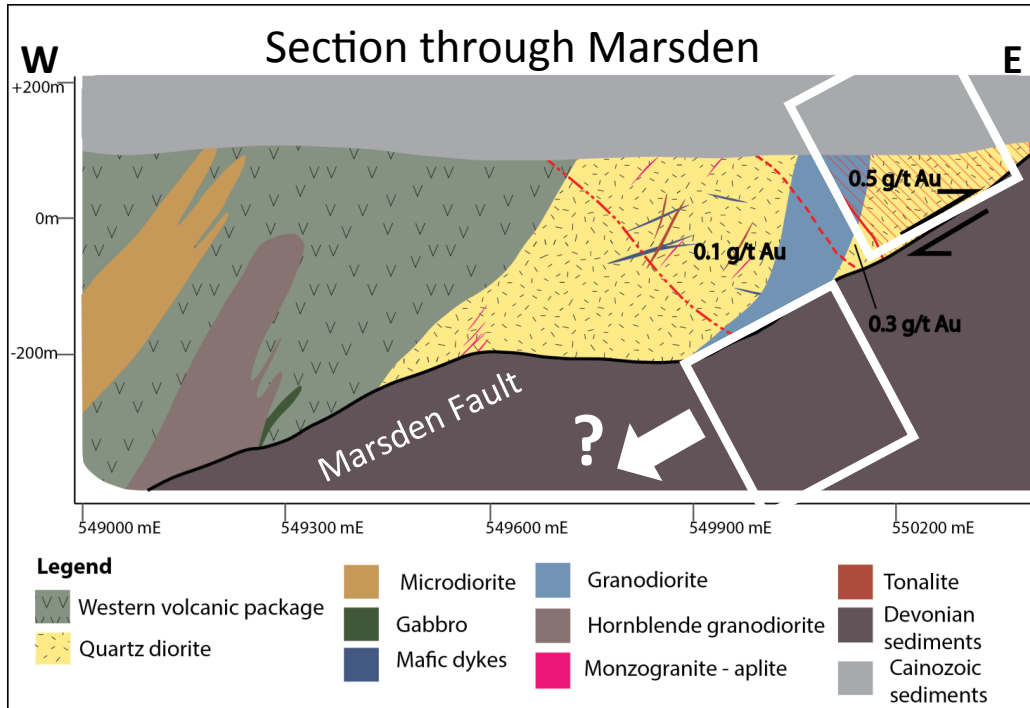 Section through Marsden
W
E
+200m
0m
-200m
0.5 g/t Au
0.1 g/t Au
0.3 g/t Au
Marsden Fault
?
549000 mE
549300 mE
549600 mE
549900 mE
550200 mE
Legend
Western volcanic package
Quartz diorite
Microdiorite
Gabbro
Mafic dykes
Granodiorite
Hornblende granodiorite
Monzogranite - aplite
Tonalite
Devonian
sediments
Cainozoic
sediments